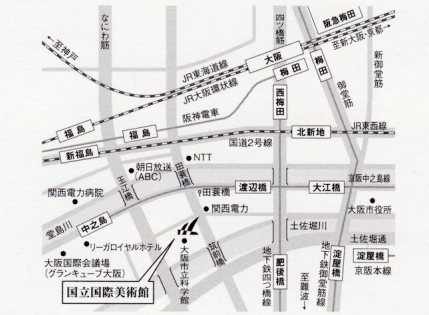 なにわ筋
四ツ橋筋
阪急梅田
至新大阪・京都
至神戸
新御堂筋
JR東海道線
大阪
JR大阪環状線
梅田
梅田
御堂筋
阪神電車
西梅田
福島
福島
北新地
JR東西線
新福島
国道2号線
NTT
朝日放送
(ABC)
田蓑橋
玉江橋
京阪中之島線
関西電力病院
P田蓑橋
渡辺橋
大江橋
関西電力
大阪市役所
中之島
堂島川
土佐堀川
土佐堀通
リーガロイヤルホテル
大阪市立科学館
筑前橋
淀屋橋
淀屋橋
大阪国際会議場
(グランキューブ大阪)
肥後橋
地下鉄四つ橋線
地下鉄御堂筋線
京阪本線
至難波
国立国際美術館